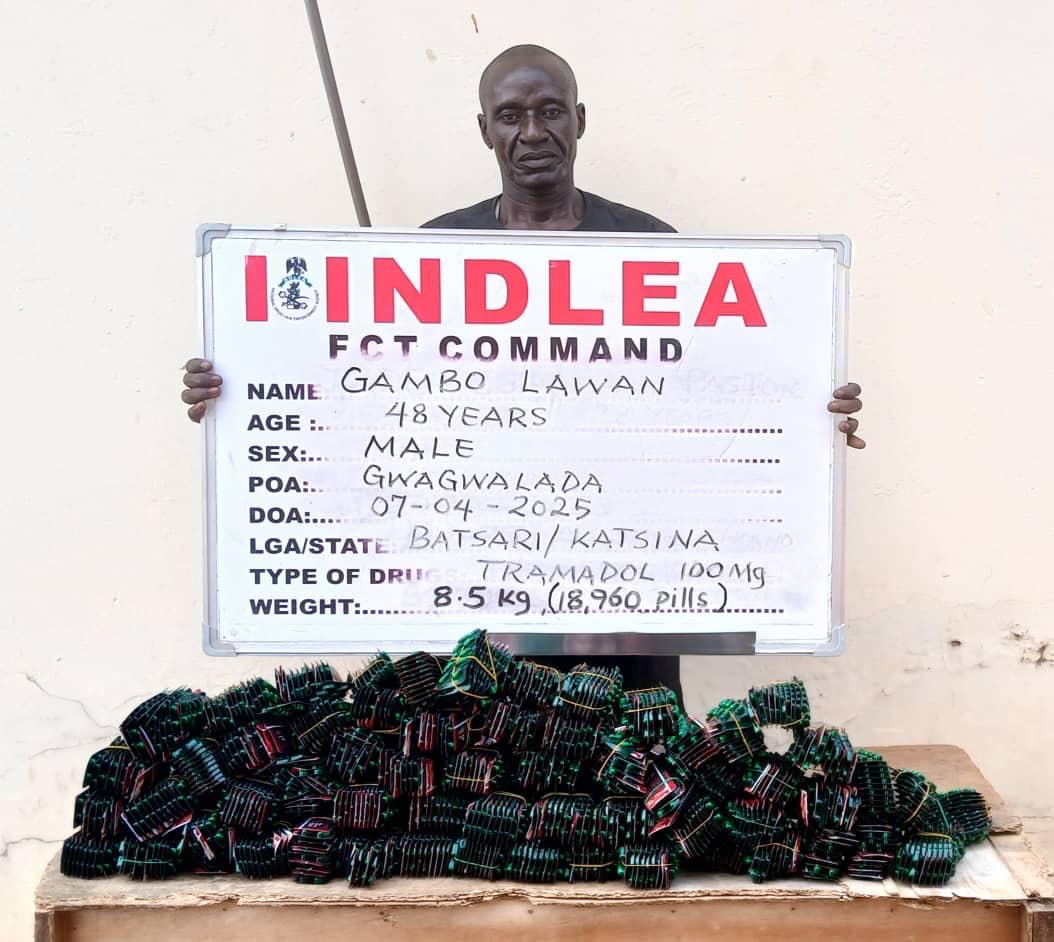 NDLEA
FCT COMMAND
NAME GAMBO LAWAN
AGE :... 48 YEARS
SEX:... MALE
POA:... GWAGWALADA
DOA:.... 07-04-2025
LGA/STATE: BATSARI/KATSINA
TYPE OF DRUGS:. TRAMADOL 100Mg
WEIGHT:...... 8.5 kg (18,960 pills)